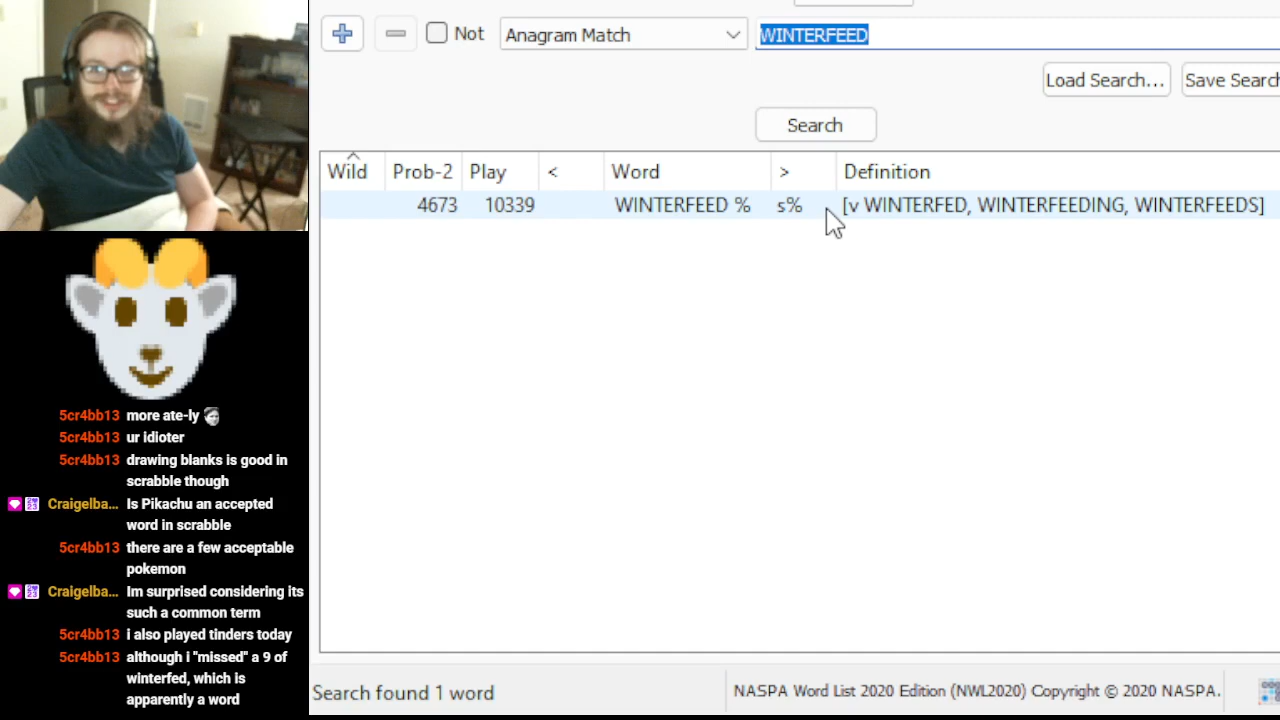 Not
Anagram Match
WINTERFEED
Load Search...
Save Search
Search
Wild Prob-2 Play < Word > Definition
4673 10339 WINTERFEED % s% [v WINTERFED, WINTERFEEDING, WINTERFEEDS]
5cr4bb13 more ate-ly
5cr4bb13 ur idioter
5cr4bb13 drawing blanks is good in
scrabble though
Craigelba... Is Pikachu an accepted
word in scrabble
5cr4bb13 there are a few acceptable
pokemon
Craigelba... Im surprised considering its
such a common term
5cr4bb13 i also played tinders today
5cr4bb13 although i "missed" a 9 of
winterfed, which is
apparently a word
Search found 1 word
NASPA Word List 2020 Edition (NWL2020) Copyright © 2020 NASPA.